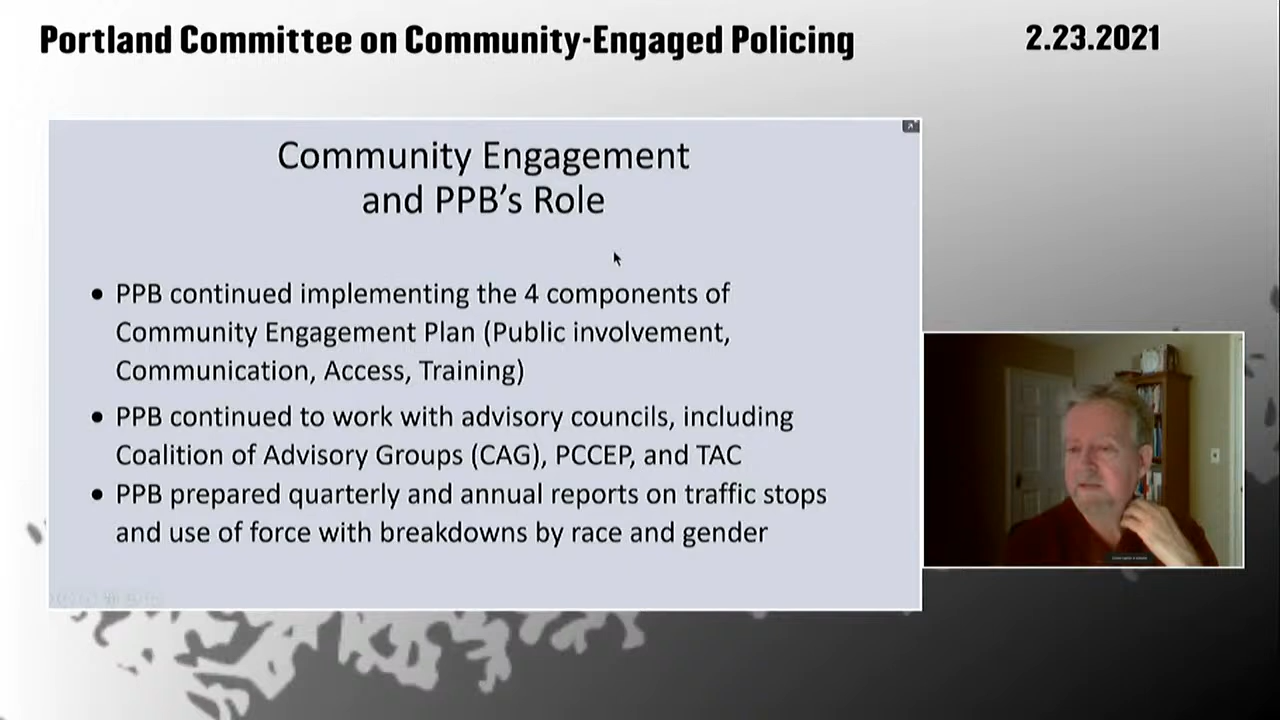 Portland Committee on Community-Engaged Policing
2.23.2021
Community Engagement
and PPB's Role
• PPB continued implementing the 4 components of
Community Engagement Plan (Public involvement,
Communication, Access, Training)
• PPB continued to work with advisory councils, including
Coalition of Advisory Groups (CAG), PCCEP, and TAC
• PPB prepared quarterly and annual reports on traffic stops
and use of force with breakdowns by race and gender